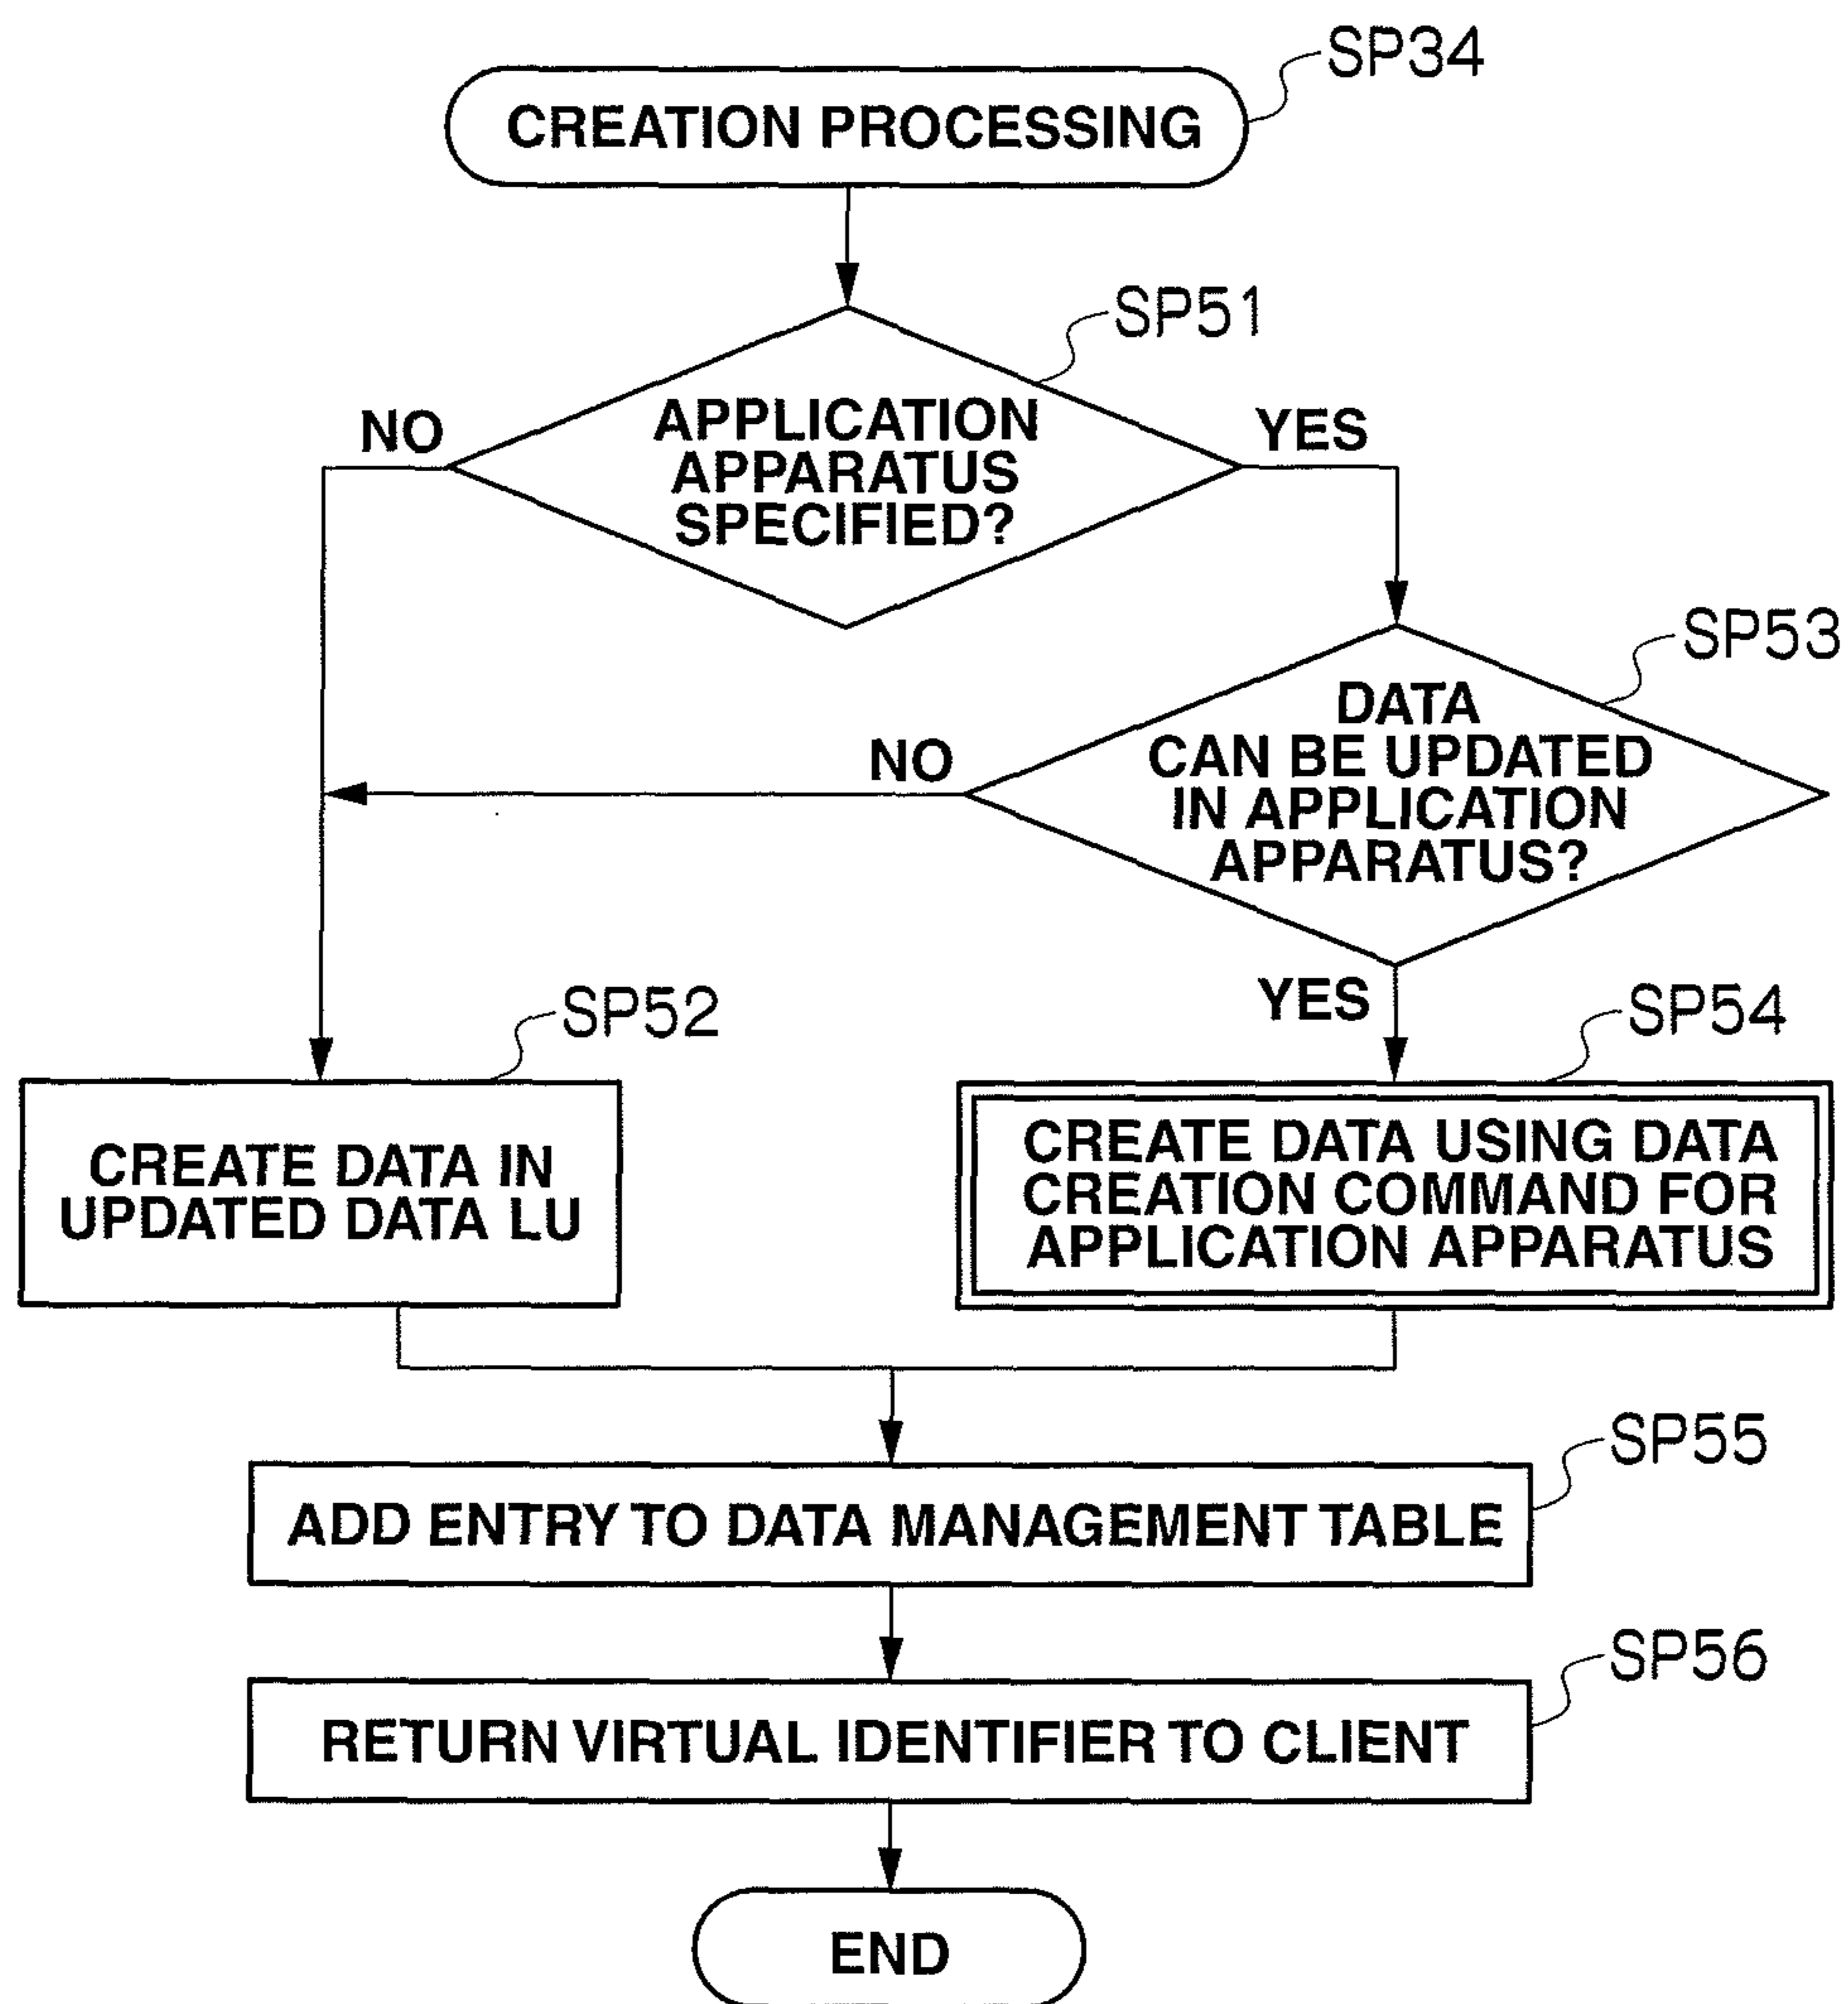 SP34
CREATION PROCESSING
SP51
APPLICATION
APPARATUS
SPECIFIED?
NO
YES
SP53
DATA
CAN BE UPDATED
IN APPLICATION
APPARATUS?
NO
YES
SP52
CREATE DATA IN
UPDATED DATA LU
SP54
CREATE DATA USING DATA
CREATION COMMAND FOR
APPLICATION APPARATUS
SP55
ADD ENTRY TO DATA MANAGEMENT TABLE
SP56
RETURN VIRTUAL IDENTIFIER TO CLIENT
END